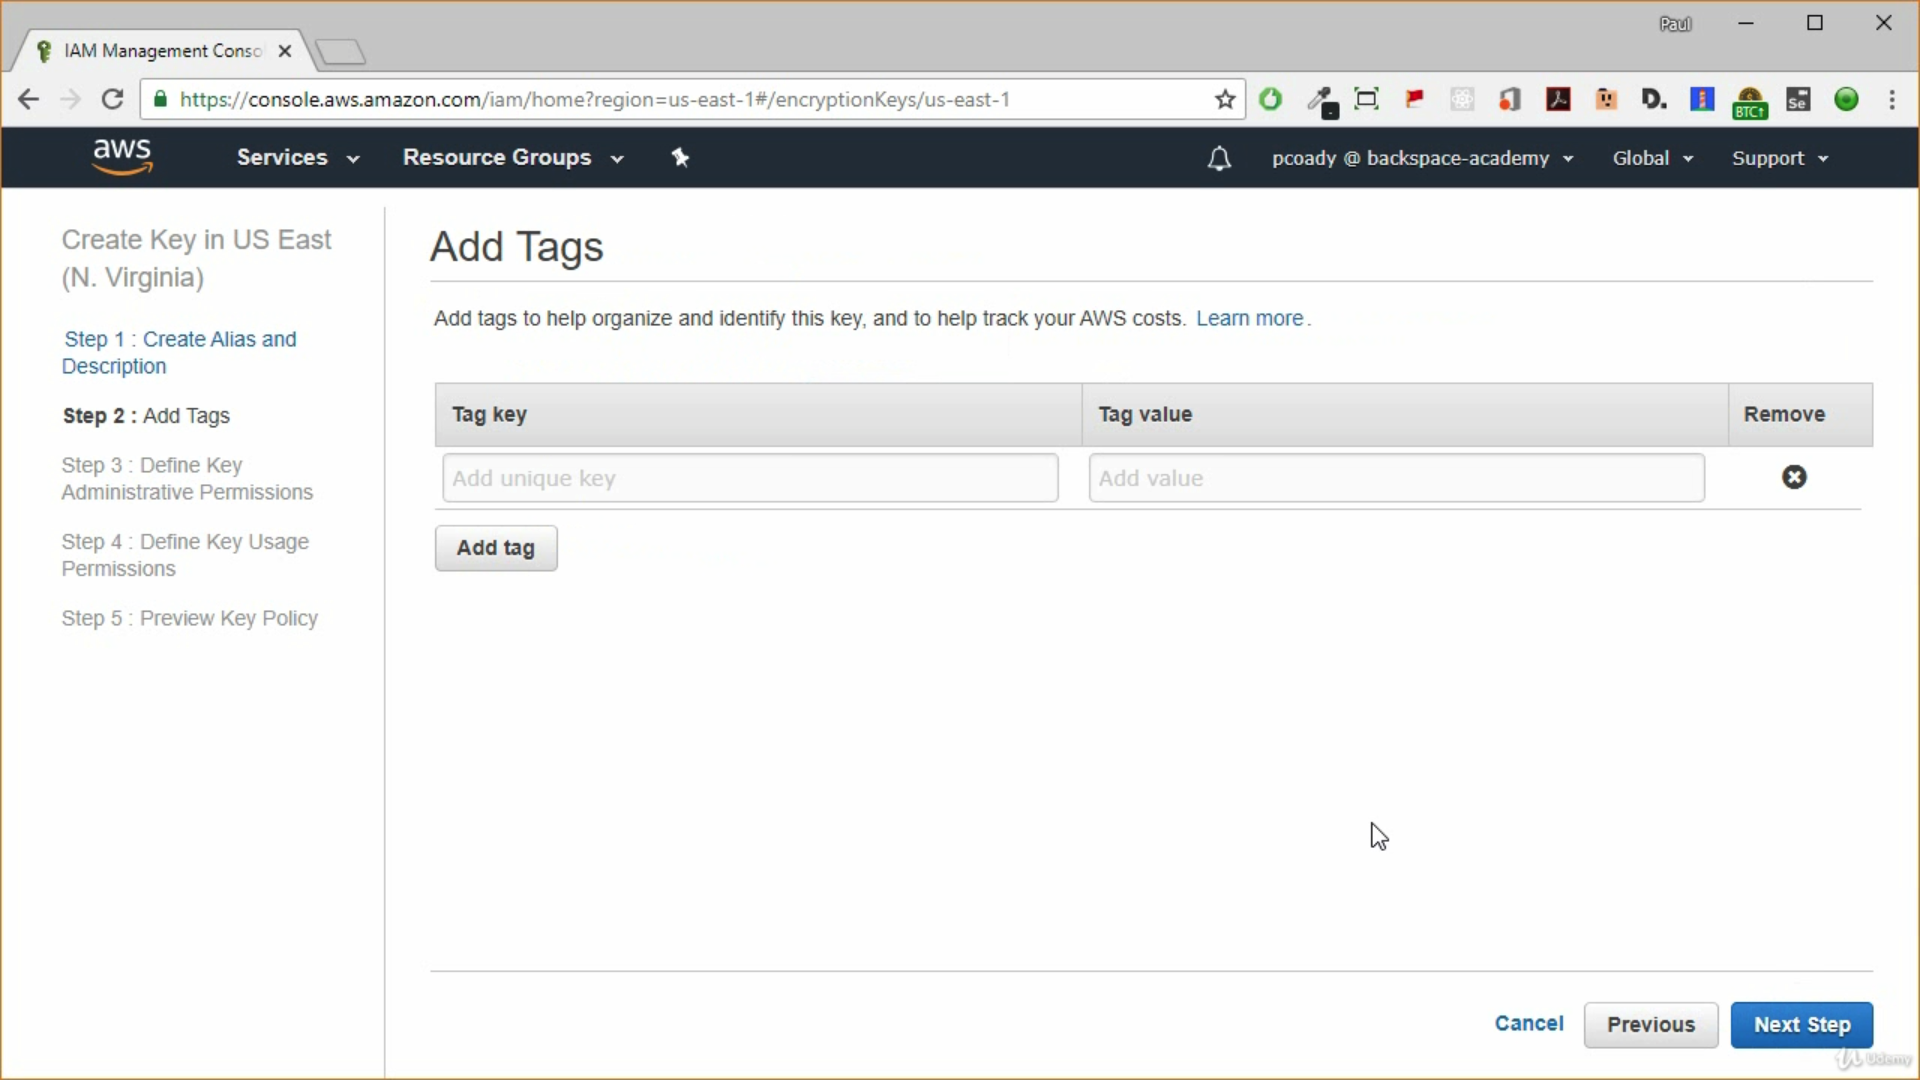 Paul
IAM Management Conso
https://console.aws.amazon.com/iam/home?region=us-east-1#/encryptionKeys/us-east-1
D.
BTC↑
Se
aws
Services
Resource Groups
pcoady @ backspace-academy
Global
Support
Create Key in US East
(N. Virginia)
Step 1 : Create Alias and
Description
Step 2 : Add Tags
Step 3 : Define Key
Administrative Permissions
Step 4 : Define Key Usage
Permissions
Step 5 : Preview Key Policy
Add Tags
Add tags to help organize and identify this key, and to help track your AWS costs. Learn more.
Tag key
Tag value
Remove
Add unique key
Add value
Add tag
Cancel
Previous
Next Step
Udemy